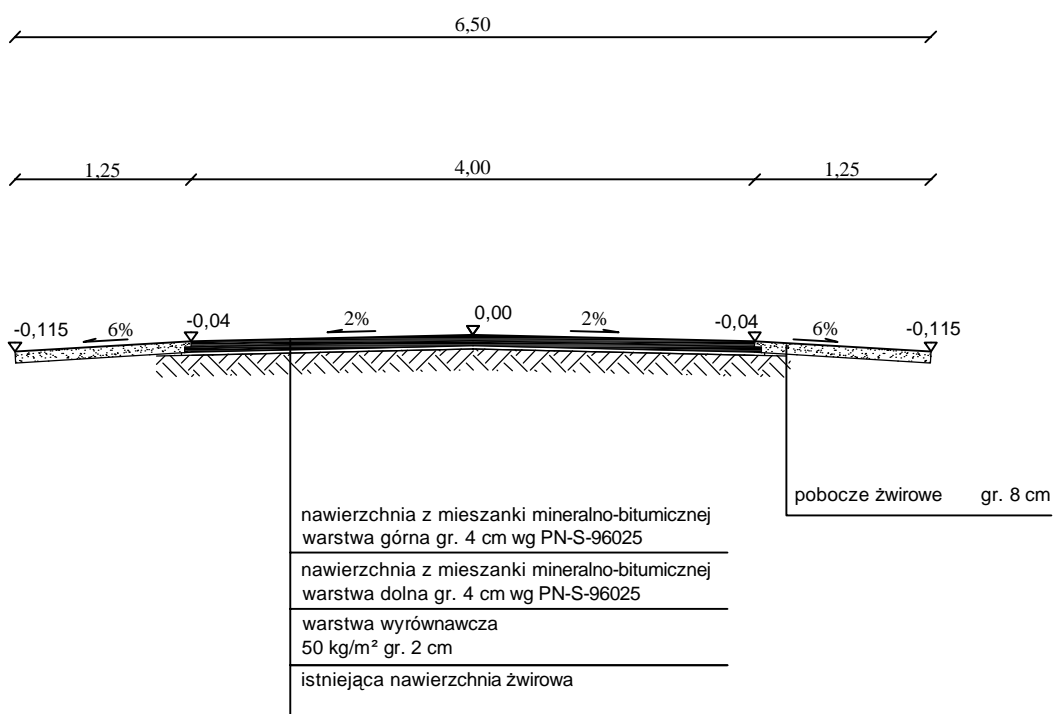 6,50
1,25 4,00 1,25
-0,115 6% -0,04 2% 0,00 2% -0,04 6% -0,115
pobocze żwirowe gr. 8 cm
nawierzchnia z mieszanki mineralno-bitumicznej
warstwa górna gr. 4 cm wg PN-S-96025
nawierzchnia z mieszanki mineralno-bitumicznej
warstwa dolna gr. 4 cm wg PN-S-96025
warstwa wyrównawcza
50 kg/m² gr. 2 cm
istniejąca nawierzchnia żwirowa